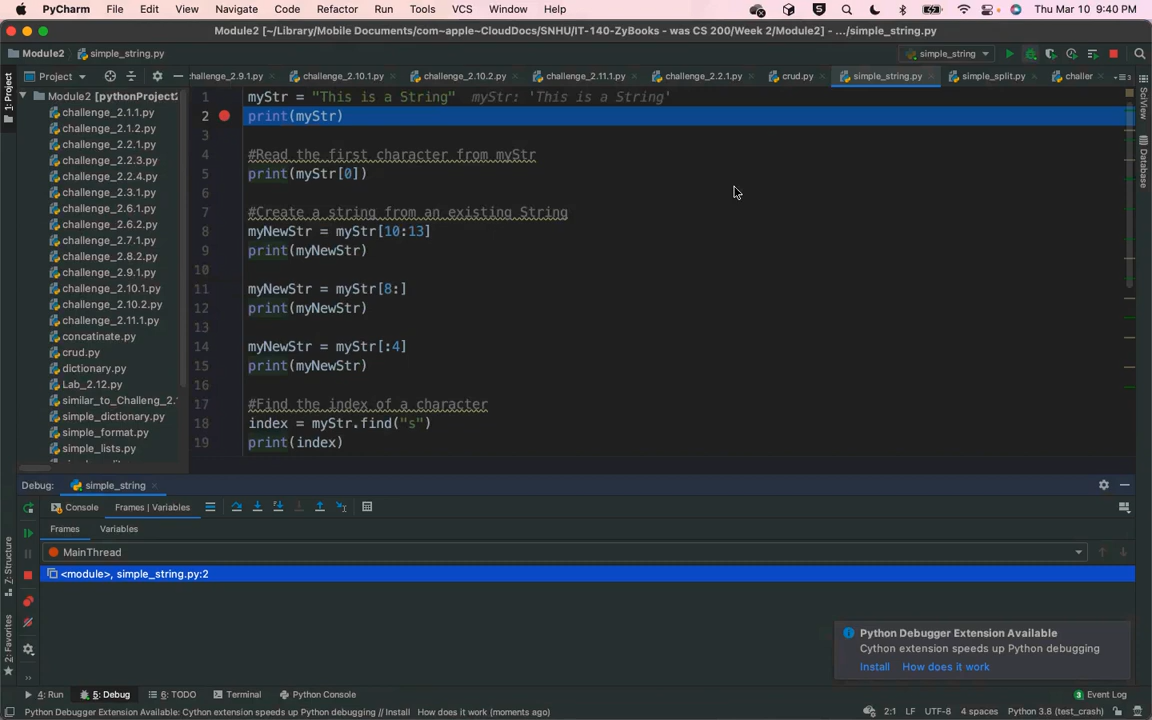 PyCharm File Edit View Navigate Code Refactor Run Tools VCS Window Help Thu Mar 10 9:40 PM
Module2 [~/Library/Mobile Documents/com~apple~CloudDocs/SNHU/IT-140-ZyBooks - was CS 200/Week 2/Module2] - .../simple_string.py
Module2 simple_string.py simple_string
1: Project
Project challenge_2.9.1.py challenge_2.10.1.py challenge_2.10.2.py challenge_2.11.1.py challenge_2.2.1.py crud.py simple_string.py simple_split.py challer
SciView
Database
Module2 [pythonProject2
challenge_2.1.1.py
challenge_2.1.2.py
challenge_2.2.1.py
challenge_2.2.3.py
challenge_2.2.4.py
challenge_2.3.1.py
challenge_2.6.1.py
challenge_2.6.2.py
challenge_2.7.1.py
challenge_2.8.2.py
challenge_2.9.1.py
challenge_2.10.1.py
challenge_2.10.2.py
challenge_2.11.1.py
concatinate.py
crud.py
dictionary.py
Lab_2.12.py
similar_to_Challeng_2.1
simple_dictionary.py
simple_format.py
simple_lists.py
1 myStr = "This is a String" myStr: 'This is a String'
2 print(myStr)
3
4 #Read the first character from myStr
5 print(myStr[0])
6
7 #Create a string from an existing String
8 myNewStr = myStr[10:13]
9 print(myNewStr)
10
11 myNewStr = myStr[8:]
12 print(myNewStr)
13
14 myNewStr = myStr[:4]
15 print(myNewStr)
16
17 #Find the index of a character
18 index = myStr.find("s")
19 print(index)
Debug: simple_string
Console Frames | Variables
Frames Variables
MainThread
<module>, simple_string.py:2
Z: Structure
2: Favorites
Python Debugger Extension Available
Cython extension speeds up Python debugging
Install How does it work
4: Run 5: Debug 6: TODO Terminal Python Console 3 Event Log
Python Debugger Extension Available: Cython extension speeds up Python debugging // Install How does it work (moments ago) 2:1 LF UTF-8 4 spaces Python 3.8 (test_crash)